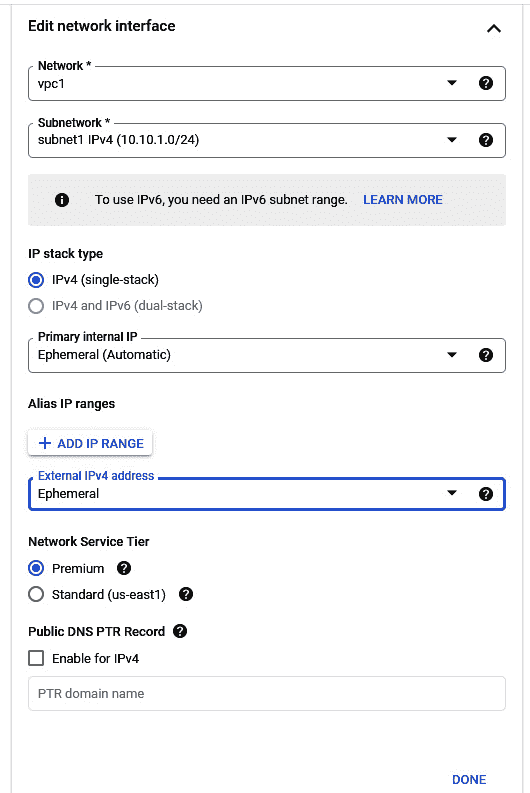 Edit network interface
Network *
vpc1
Subnetwork *
subnet1 IPv4 (10.10.1.0/24)
To use IPv6, you need an IPv6 subnet range. LEARN MORE
IP stack type
IPv4 (single-stack)
IPv4 and IPv6 (dual-stack)
Primary internal IP
Ephemeral (Automatic)
Alias IP ranges
ADD IP RANGE
External IPv4 address
Ephemeral
Network Service Tier
Premium
Standard (us-east1)
Public DNS PTR Record
Enable for IPv4
PTR domain name
DONE